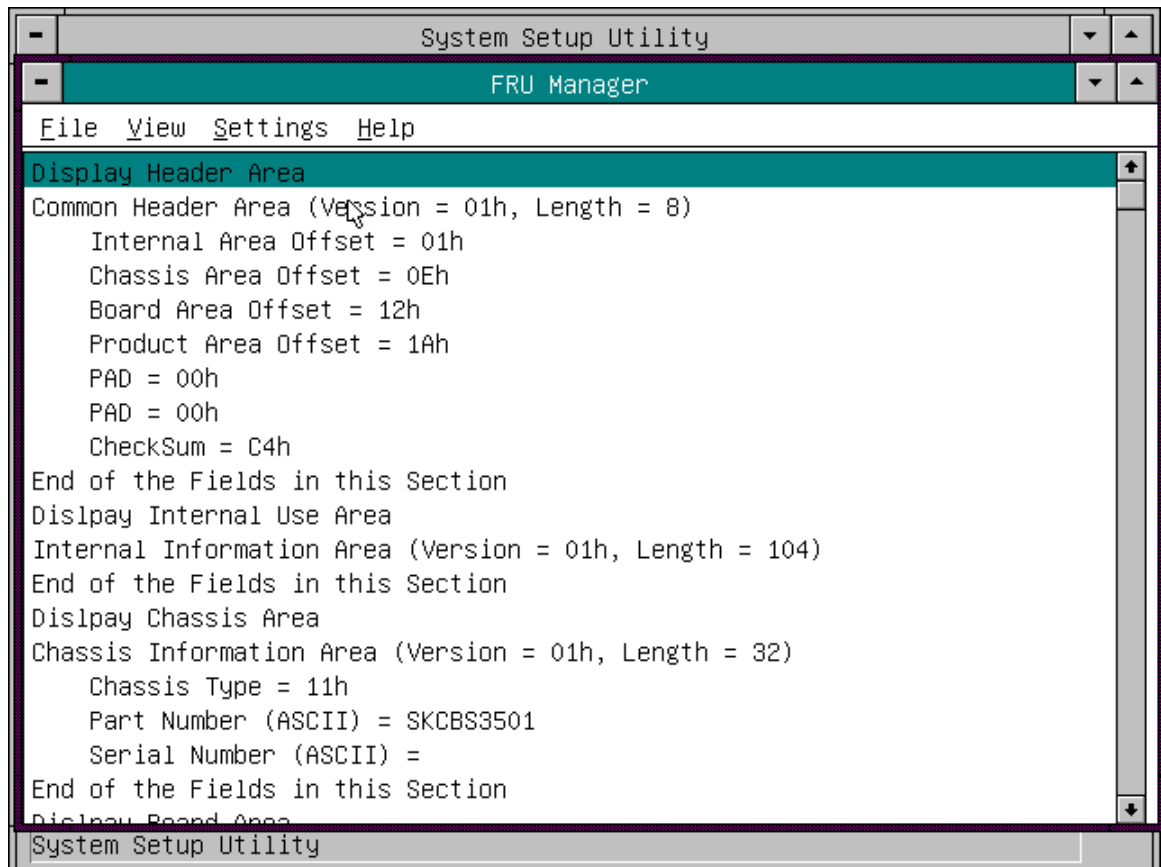 System Setup Utility
FRU Manager
File View Settings Help
Display Header Area
Common Header Area (Version = 01h, Length = 8)
Internal Area Offset = 01h
Chassis Area Offset = 0Eh
Board Area Offset = 12h
Product Area Offset = 1Ah
PAD = 00h
PAD = 00h
CheckSum = C4h
End of the Fields in this Section
Dislpay Internal Use Area
Internal Information Area (Version = 01h, Length = 104)
End of the Fields in this Section
Dislpay Chassis Area
Chassis Information Area (Version = 01h, Length = 32)
Chassis Type = 11h
Part Number (ASCII) = SKCBS3501
Serial Number (ASCII) =
End of the Fields in this Section
Dislpay Board Area
System Setup Utility